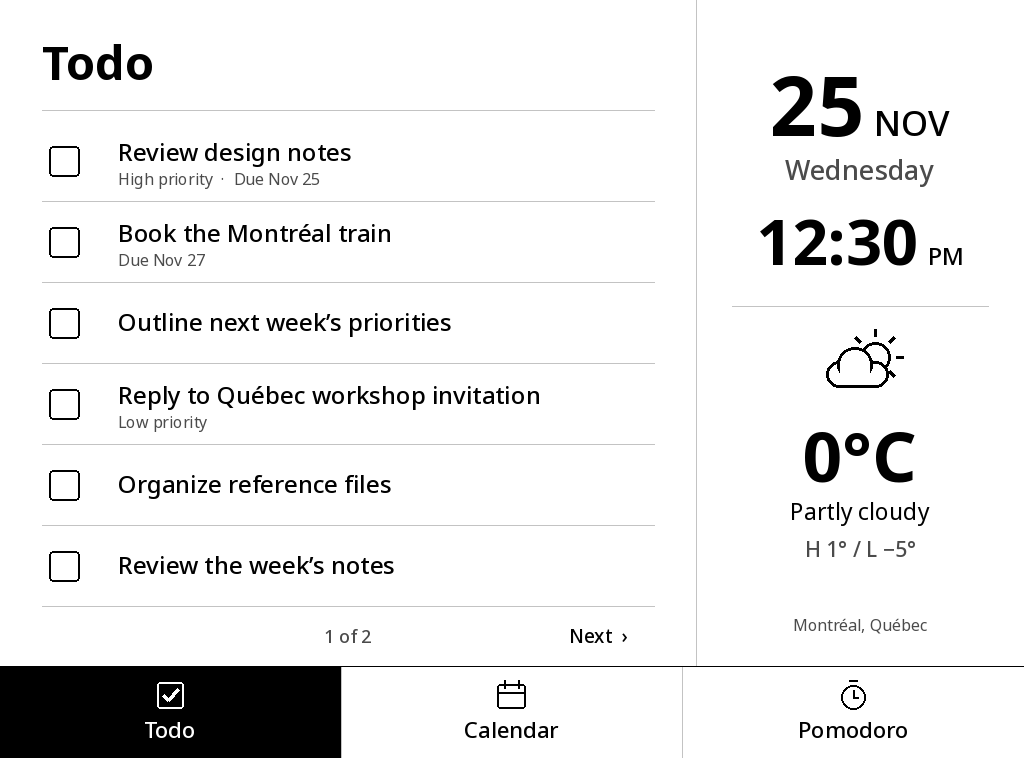 Todo
Review design notes
High priority · Due Nov 25
Book the Montréal train
Due Nov 27
Outline next week’s priorities
Reply to Québec workshop invitation
Low priority
Organize reference files
Review the week’s notes
1 of 2
Next ›
25 NOV
Wednesday
12:30 PM
0°C
Partly cloudy
H 1° / L −5°
Montréal, Québec
Todo
Calendar
Pomodoro